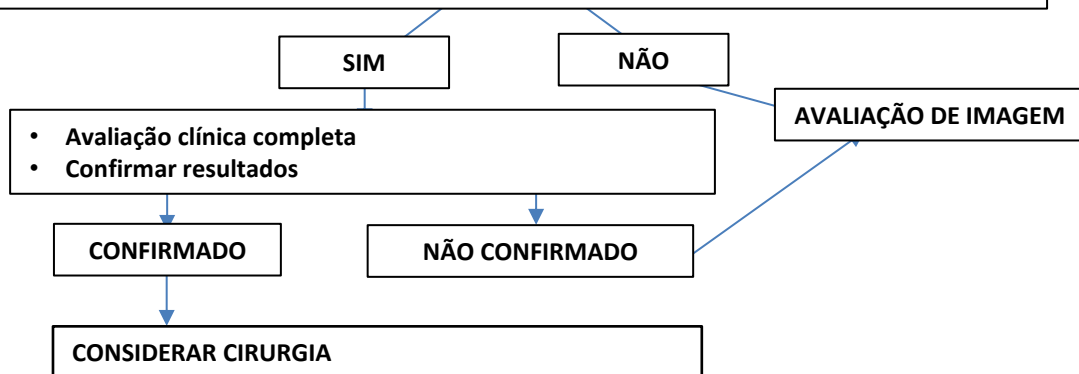 SIM
NÃO
AVALIAÇÃO DE IMAGEM
• Avaliação clínica completa
• Confirmar resultados
CONFIRMADO
NÃO CONFIRMADO
CONSIDERAR CIRURGIA